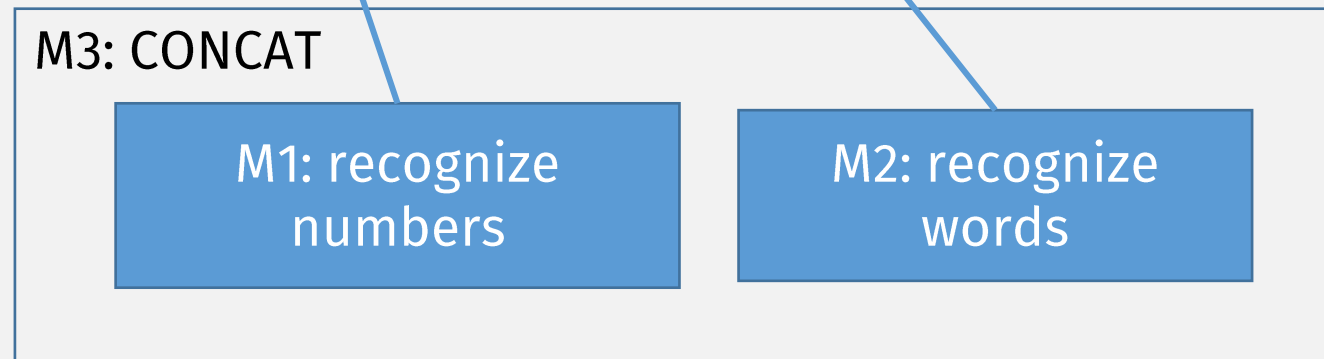 M3: CONCAT
M1: recognize
numbers
M2: recognize
words